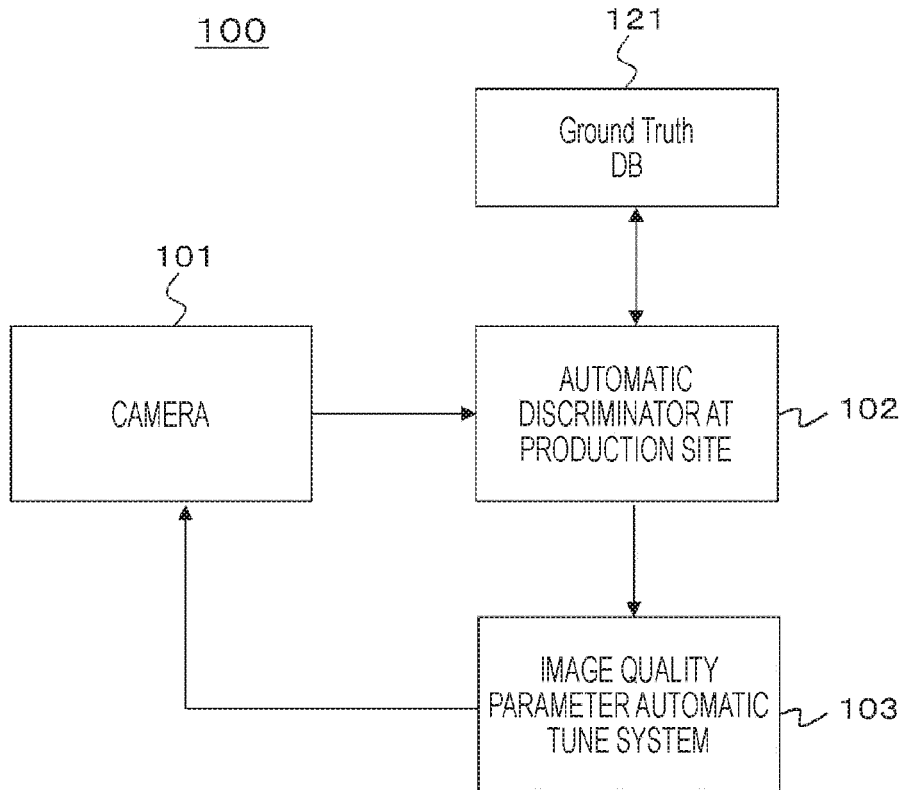 100
121
Ground Truth
DB
101
CAMERA
AUTOMATIC
DISCRIMINATOR AT
PRODUCTION SITE
102
IMAGE QUALITY
PARAMETER AUTOMATIC
TUNE SYSTEM
103